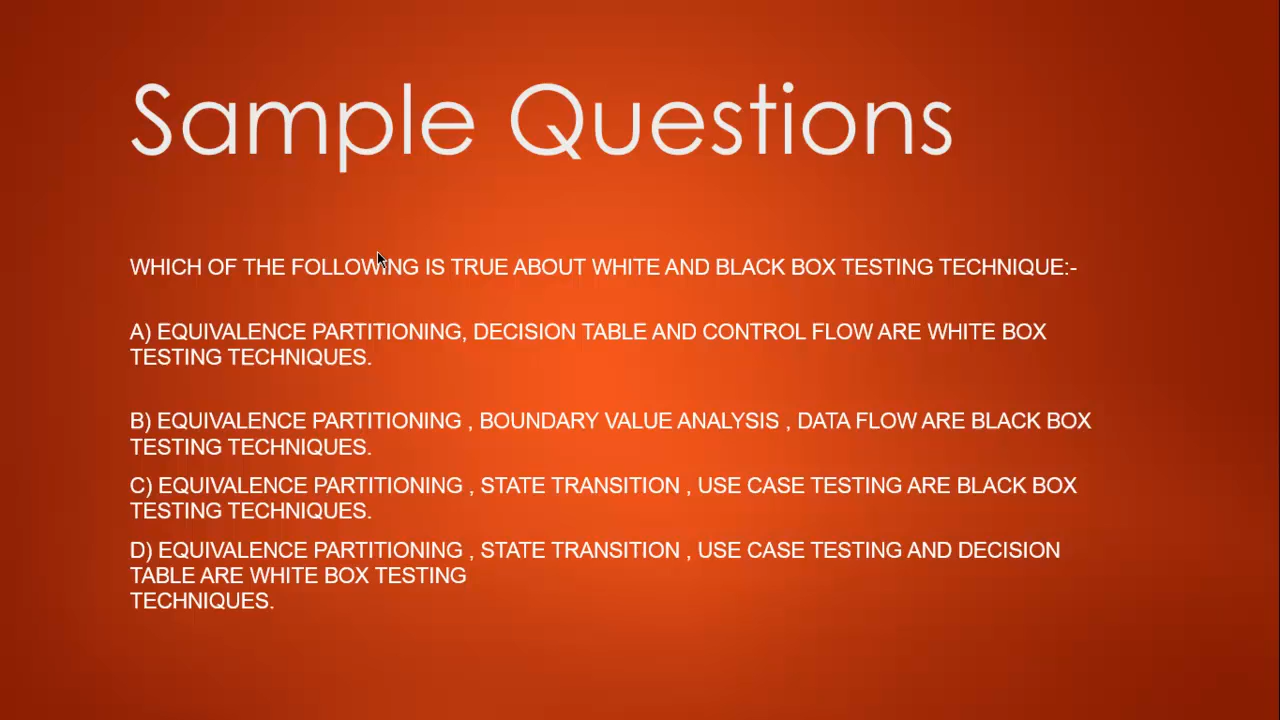 Sample Questions
WHICH OF THE FOLLOWING IS TRUE ABOUT WHITE AND BLACK BOX TESTING TECHNIQUE:-
A) EQUIVALENCE PARTITIONING, DECISION TABLE AND CONTROL FLOW ARE WHITE BOX
TESTING TECHNIQUES.
B) EQUIVALENCE PARTITIONING , BOUNDARY VALUE ANALYSIS , DATA FLOW ARE BLACK BOX
TESTING TECHNIQUES.
C) EQUIVALENCE PARTITIONING , STATE TRANSITION , USE CASE TESTING ARE BLACK BOX
TESTING TECHNIQUES.
D) EQUIVALENCE PARTITIONING , STATE TRANSITION , USE CASE TESTING AND DECISION
TABLE ARE WHITE BOX TESTING
TECHNIQUES.